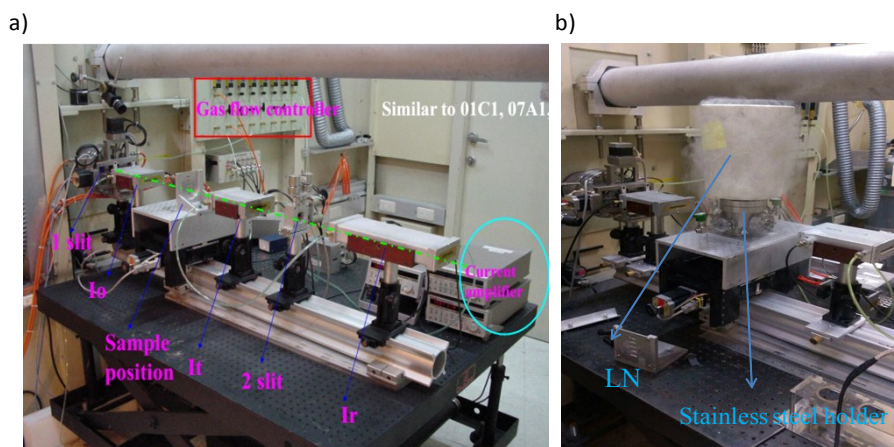 a)
b)
Gas flow controller
Similar to 01C1, 07A1.
1 slit
Io
Sample
position
It
2 slit
Ir
Current
amplifier
LN
Stainless steel holder